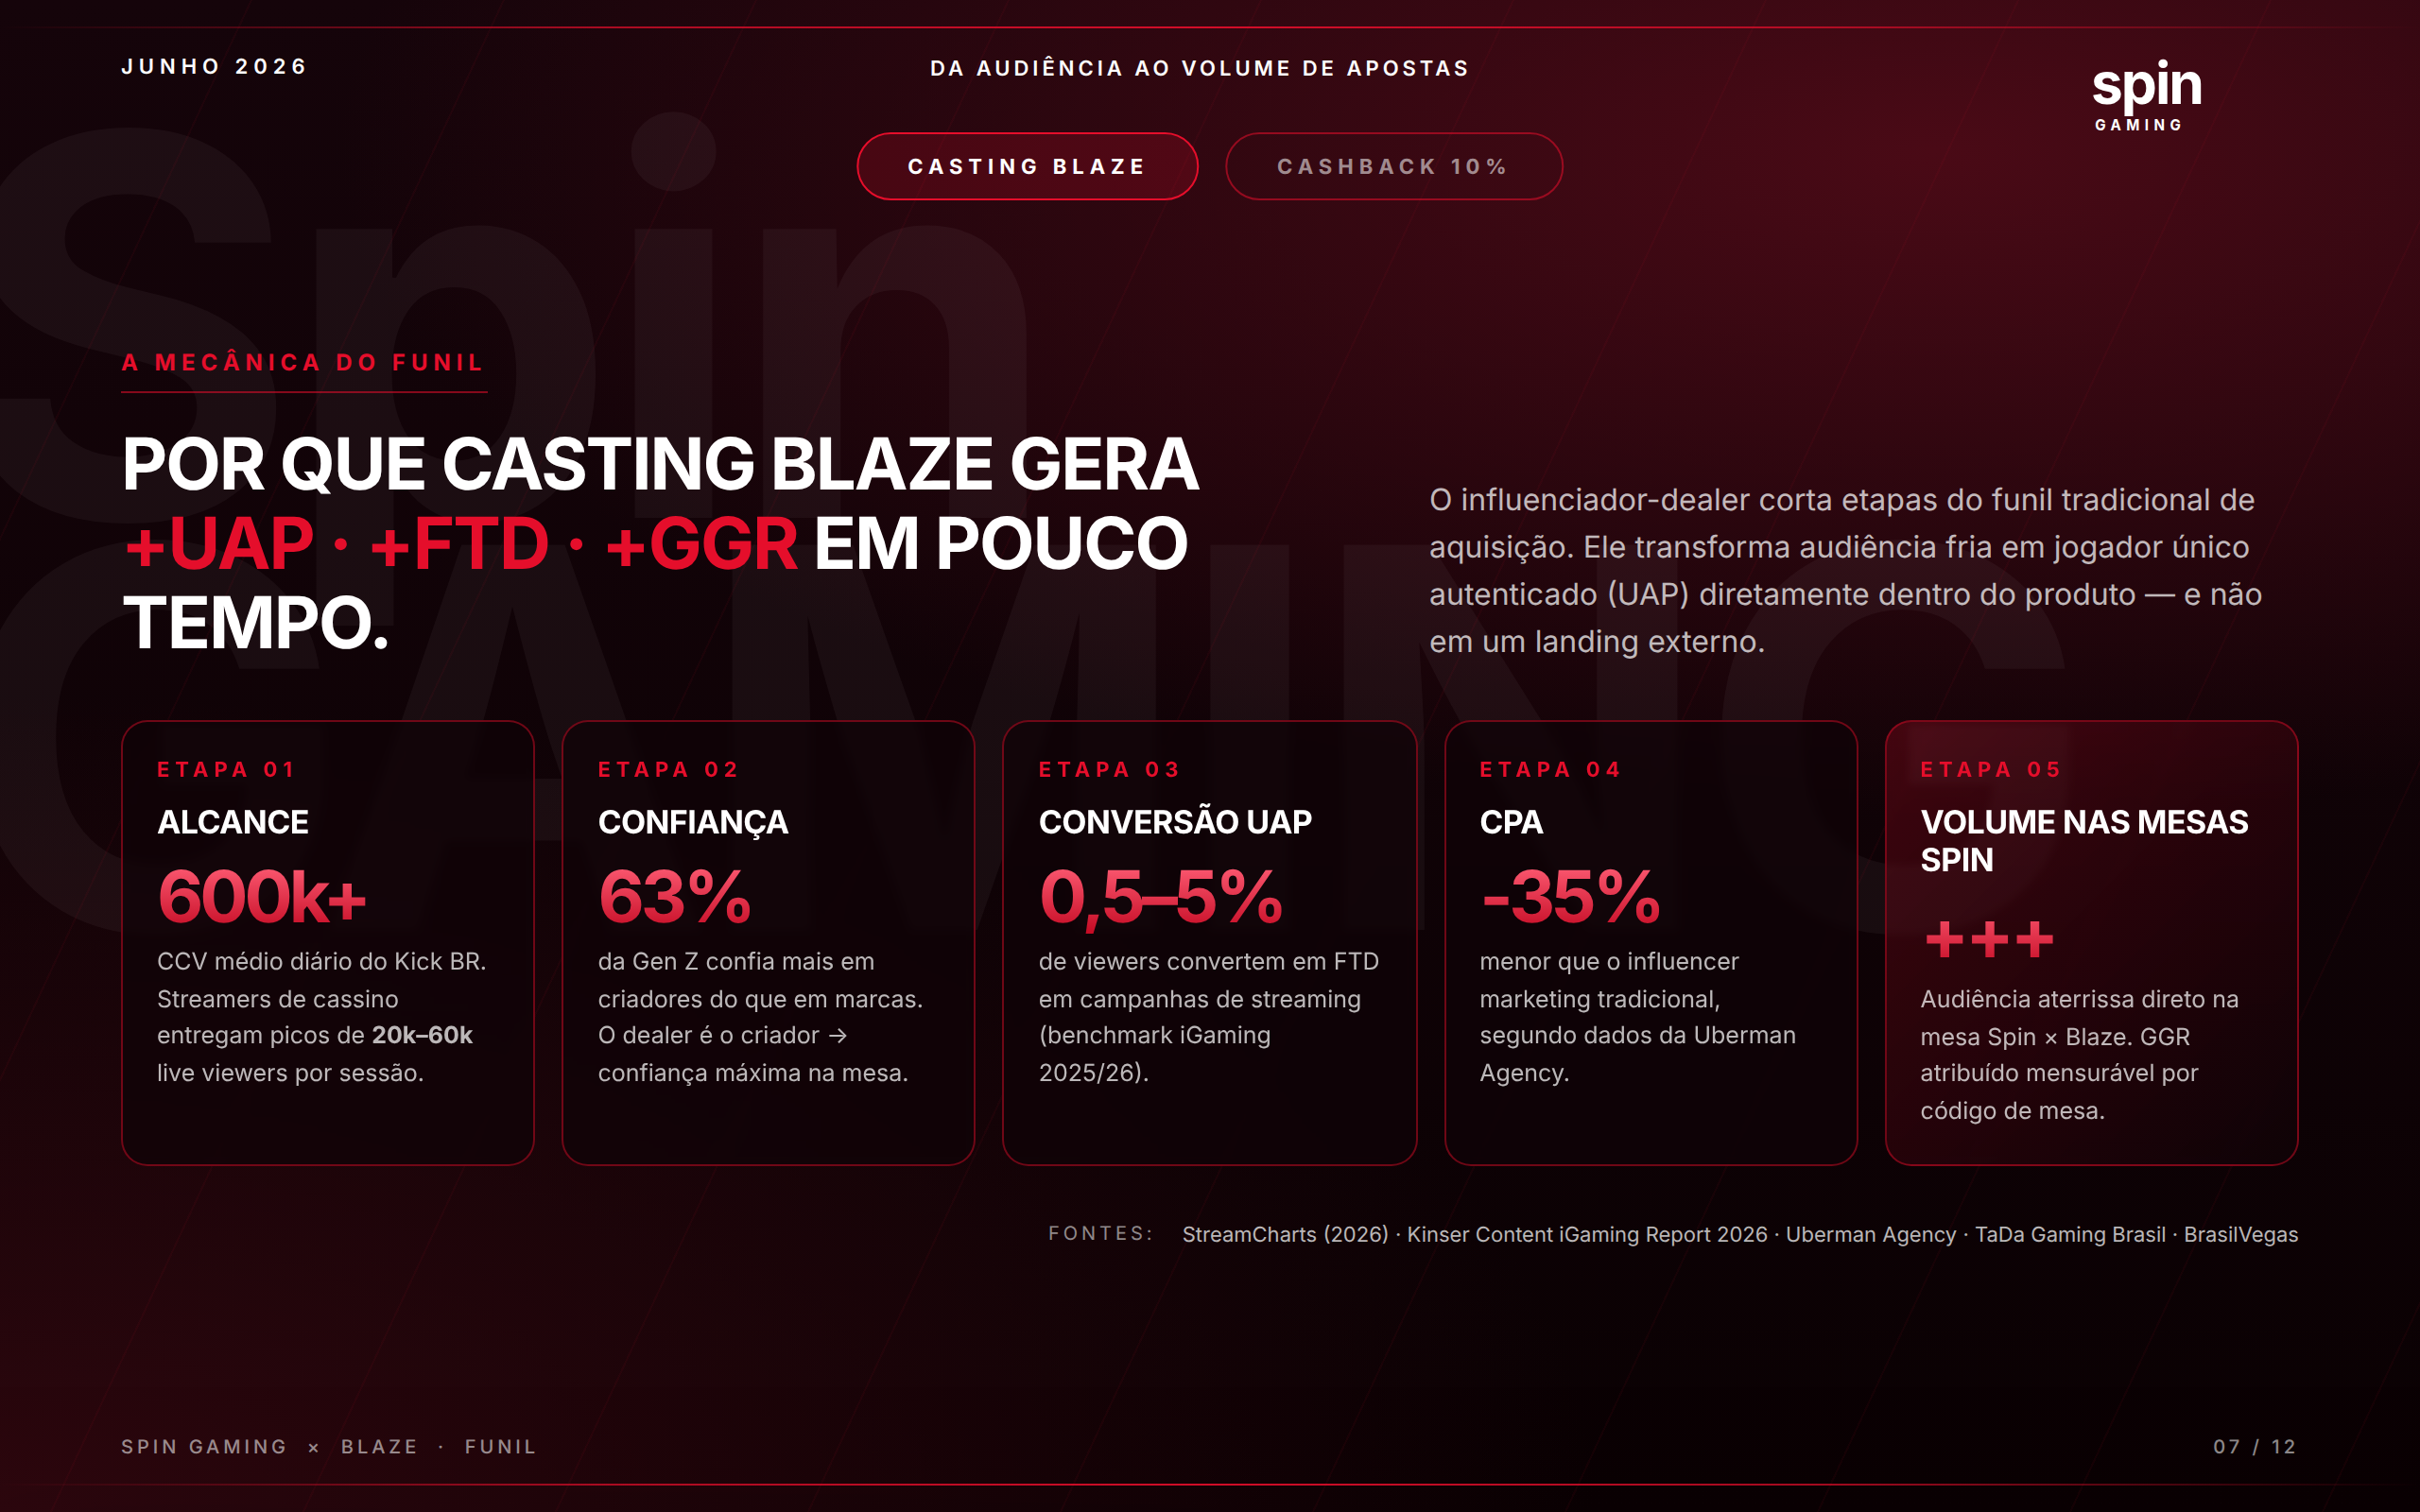 JUNHO 2026
DA AUDIÊNCIA AO VOLUME DE APOSTAS
spin
GAMING
CASTING BLAZE
CASHBACK 10%
Spin
GAMING
A MECÂNICA DO FUNIL
POR QUE CASTING BLAZE GERA
+UAP · +FTD · +GGR EM POUCO
TEMPO.
O influenciador-dealer corta etapas do funil tradicional de
aquisição. Ele transforma audiência fria em jogador único
autenticado (UAP) diretamente dentro do produto — e não
em um landing externo.
ETAPA 01
ALCANCE
600k+
CCV médio diário do Kick BR.
Streamers de cassino
entregam picos de 20k–60k
live viewers por sessão.
ETAPA 02
CONFIANÇA
63%
da Gen Z confia mais em
criadores do que em marcas.
O dealer é o criador →
confiança máxima na mesa.
ETAPA 03
CONVERSÃO UAP
0,5–5%
de viewers convertem em FTD
em campanhas de streaming
(benchmark iGaming
2025/26).
ETAPA 04
CPA
-35%
menor que o influencer
marketing tradicional,
segundo dados da Uberman
Agency.
ETAPA 05
VOLUME NAS MESAS
SPIN
+++
Audiência aterrissa direto na
mesa Spin × Blaze. GGR
atribuído mensurável por
código de mesa.
FONTES: StreamCharts (2026) · Kinser Content iGaming Report 2026 · Uberman Agency · TaDa Gaming Brasil · BrasilVegas
SPIN GAMING × BLAZE · FUNIL
07 / 12